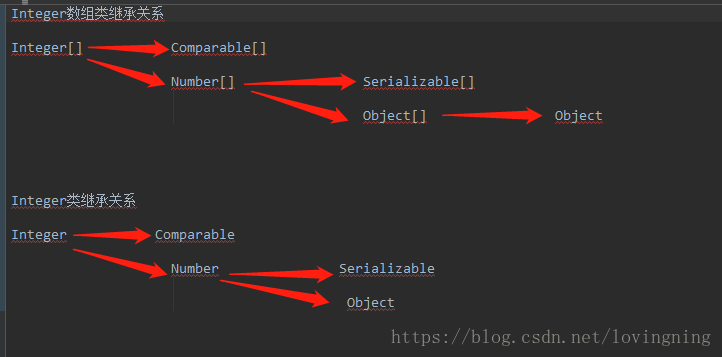 Integer数组类继承关系
Integer[] Comparable[]
Number[] Serializable[]
Object[] Object
Integer类继承关系
Integer Comparable
Number Serializable
Object
https://blog.csdn.net/lovingning